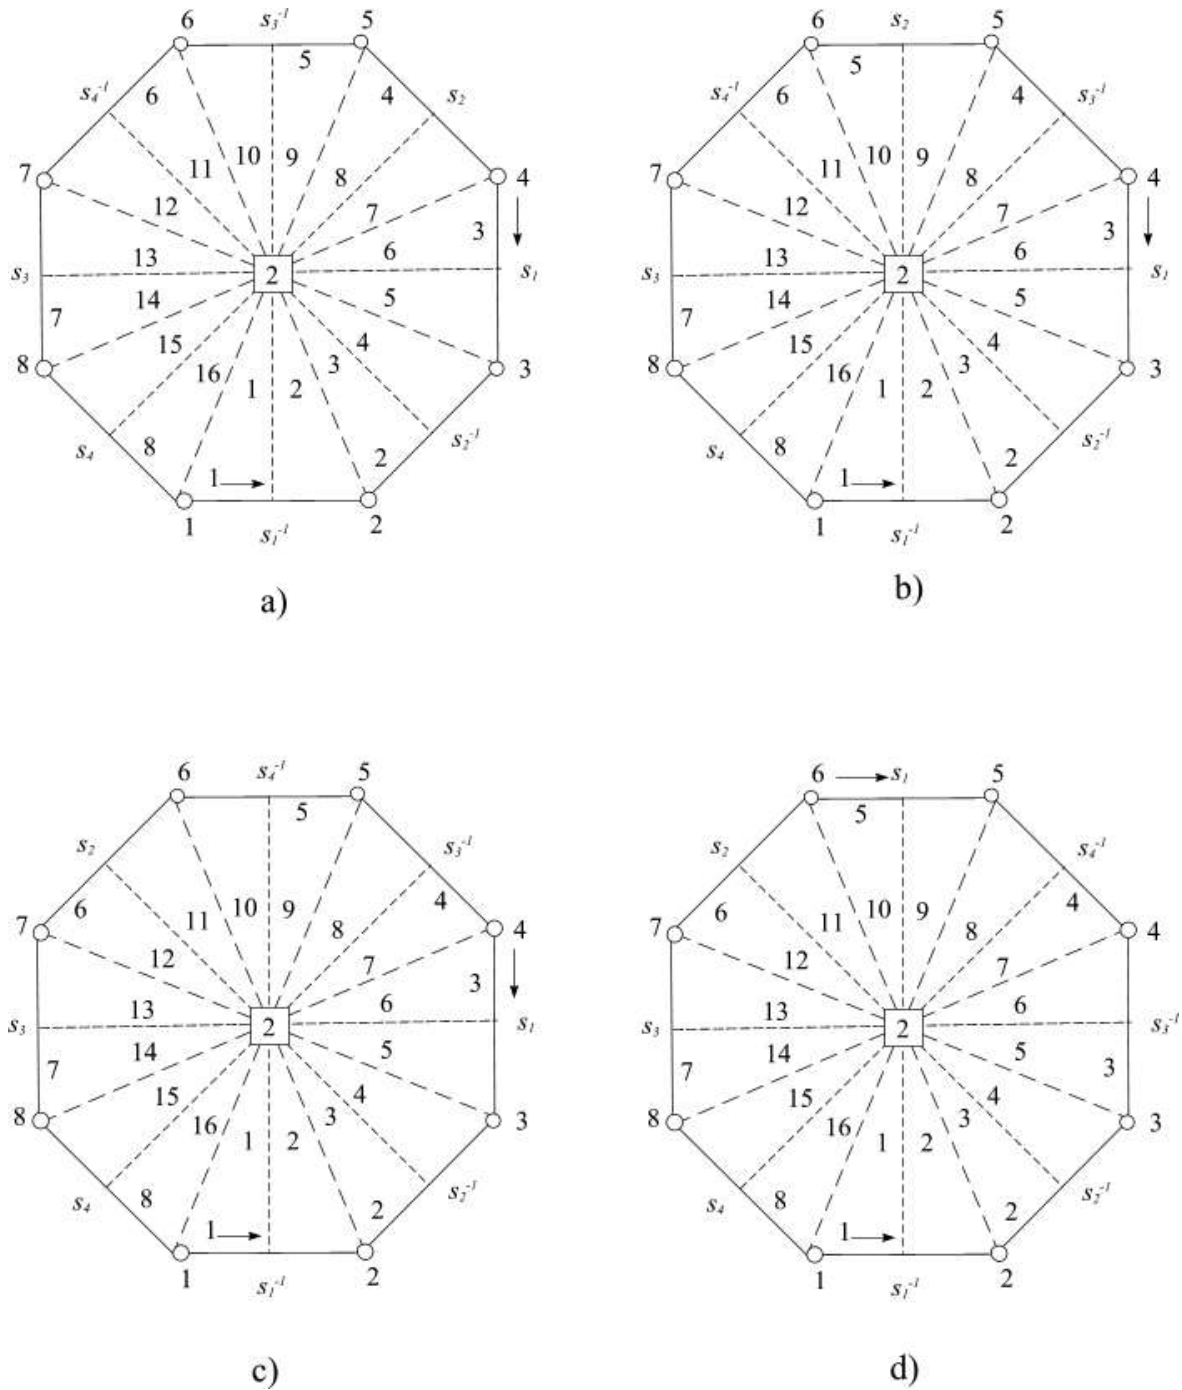 6 s₃⁻¹ 5
5
s₄⁻¹ 6 4 s₂
10 9
11 8
7 4
12 7 3
13 6
s₃ 2 s₁
14 5
7 15 4
8 16 1 2 3 3
s₄ 8 2 s₂⁻¹
1
1 s₁⁻¹ 2
a)
6 s₂ 5
5
s₄⁻¹ 6 4 s₃⁻¹
10 9
11 8
7 4
12 7 3
13 6
s₃ 2 s₁
14 5
7 15 4
8 16 1 2 3 3
s₄ 8 2 s₂⁻¹
1
1 s₁⁻¹ 2
b)
6 s₄⁻¹ 5
5
s₂ s₃⁻¹
6 10 9 4
11 8
7 4
12 7 3
13 6
s₃ 2 s₁
14 5
7 15 4
8 16 1 2 3 3
s₄ 8 2 s₂⁻¹
1
1 s₁⁻¹ 2
c)
6 s₁ 5
5
s₂ s₄⁻¹
6 10 9 4
11 8
7 4
12 7
13 6
s₃ 2 s₃⁻¹
14 5
7 15 4 3
8 16 1 2 3 3
s₄ 8 2 s₂⁻¹
1
1 s₁⁻¹ 2
d)